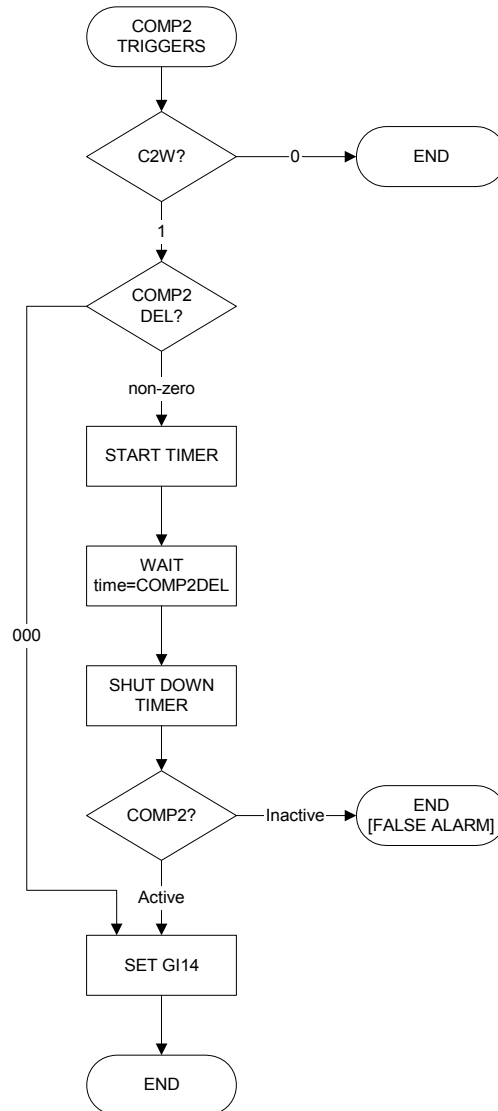 COMP2
TRIGGERS
C2W?
0
END
1
COMP2
DEL?
non-zero
START TIMER
WAIT
time=COMP2DEL
000
SHUT DOWN
TIMER
COMP2?
Inactive
END
[FALSE ALARM]
Active
SET GI14
END